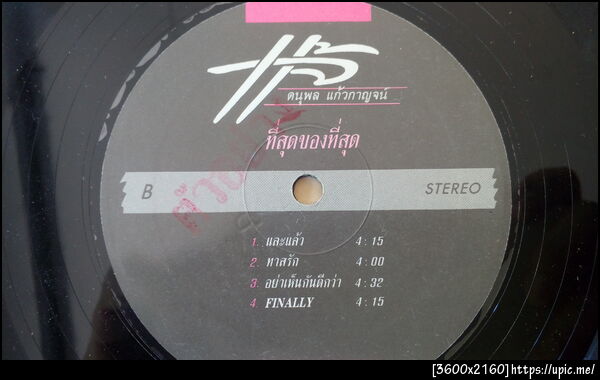 แจ้
ดนุพล แก้วกาญจน์
ที่สุดของที่สุด
B STEREO
1. และแล้ว 4:15
2. ทาสรัก 4:00
3. อย่าเห็นกันดีกว่า 4:32
4. FINALLY 4:15
[3600x2160]https://upic.me/